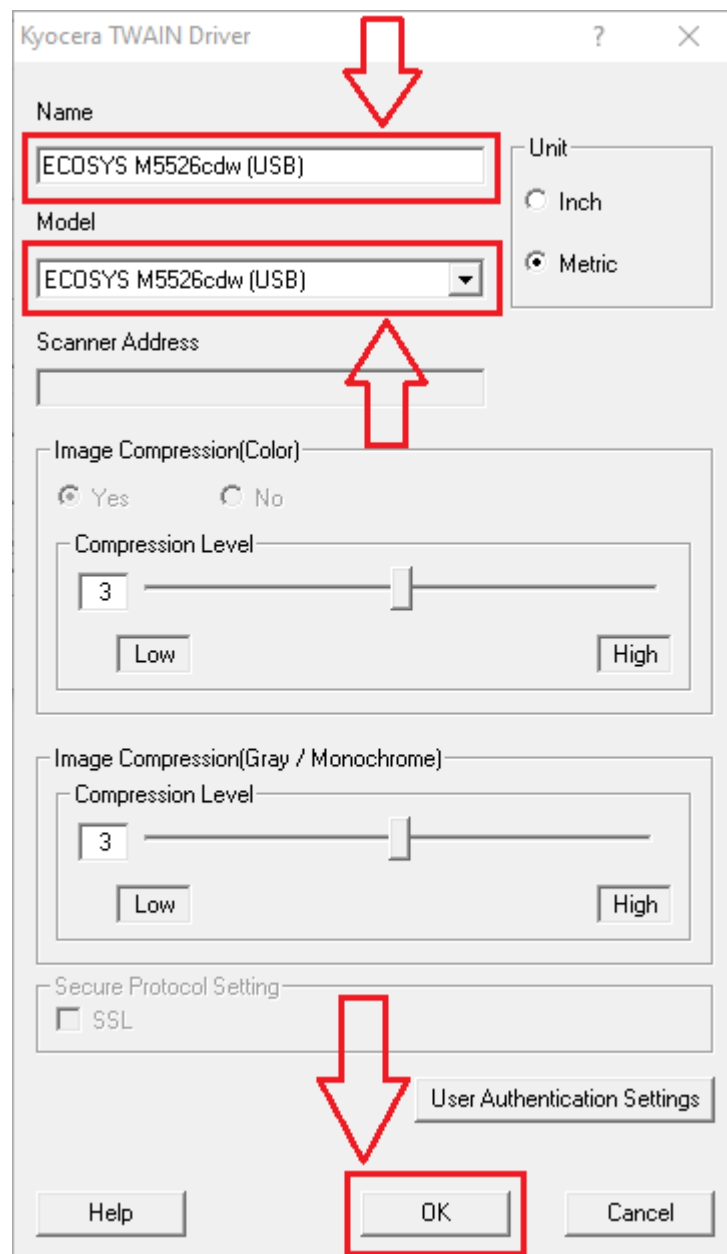 Kyocera TWAIN Driver
? ×
Name
ECOSYS M5526cdw (USB)
Unit
Inch
Metric
Model
ECOSYS M5526cdw (USB)
Scanner Address
Image Compression(Color)
Yes No
Compression Level
3
Low High
Image Compression(Gray / Monochrome)
Compression Level
3
Low High
Secure Protocol Setting
SSL
User Authentication Settings
Help OK Cancel